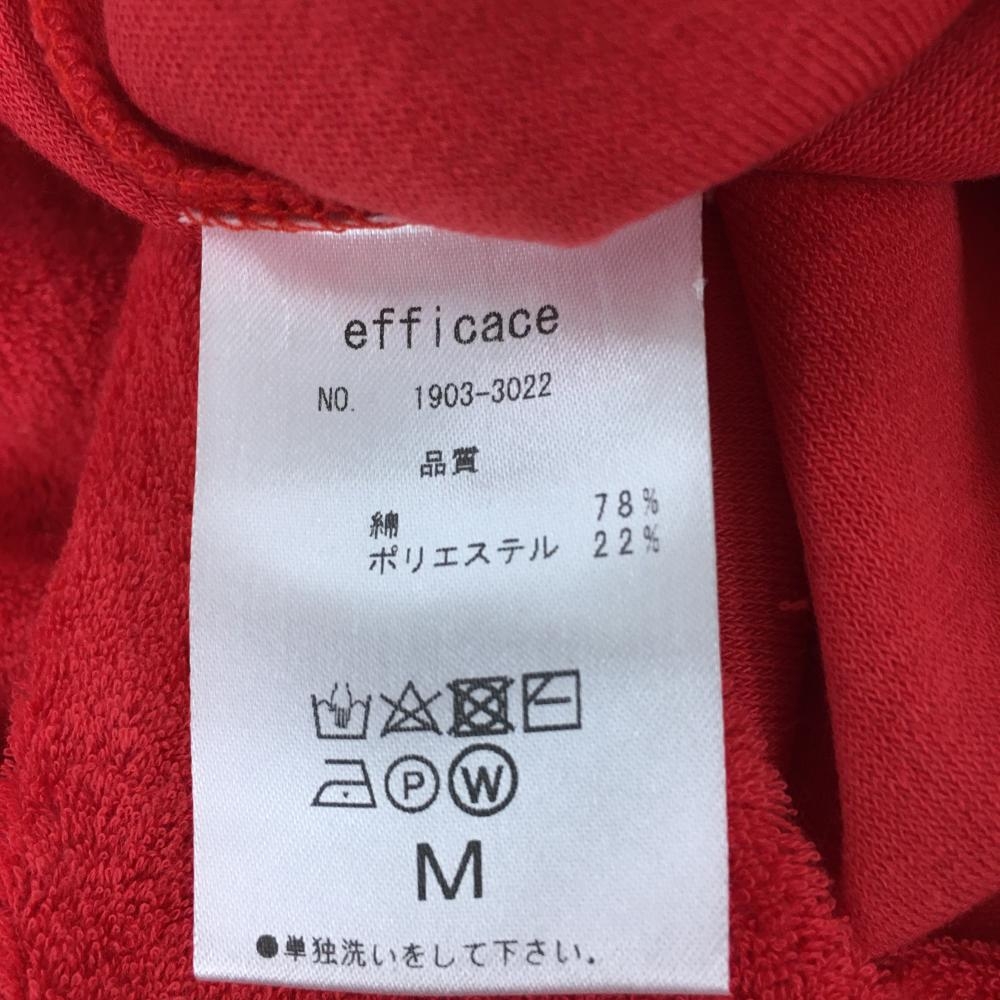 efficace
NO. 1903-3022
品質
綿 78%
ポリエステル 22%
P W
M
●単独洗いをして下さい。